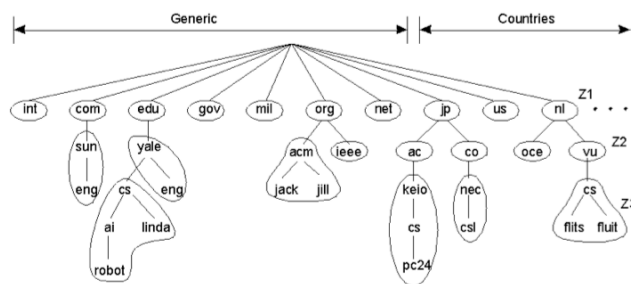 Generic Countries
int com edu gov mil org net jp us nl Z1
sun yale acm ieee ac co oce vu Z2
eng cs eng jack jill keio nec cs Z3
ai linda cs csl flits fluit
robot pc24